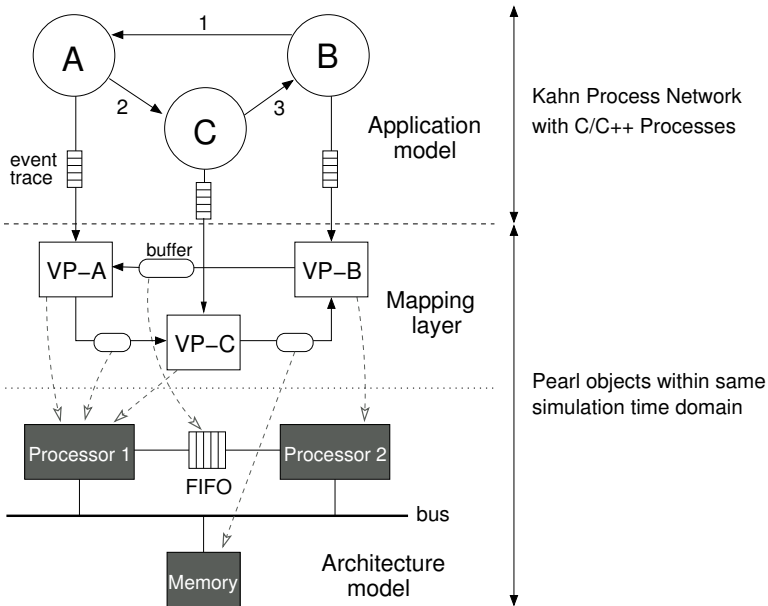 1
A
B
2
3
C
Application
model
Kahn Process Network
with C/C++ Processes
event
trace
buffer
VP–A
VP–B
Mapping
layer
VP–C
Pearl objects within same
simulation time domain
Processor 1
Processor 2
FIFO
bus
Memory
Architecture
model